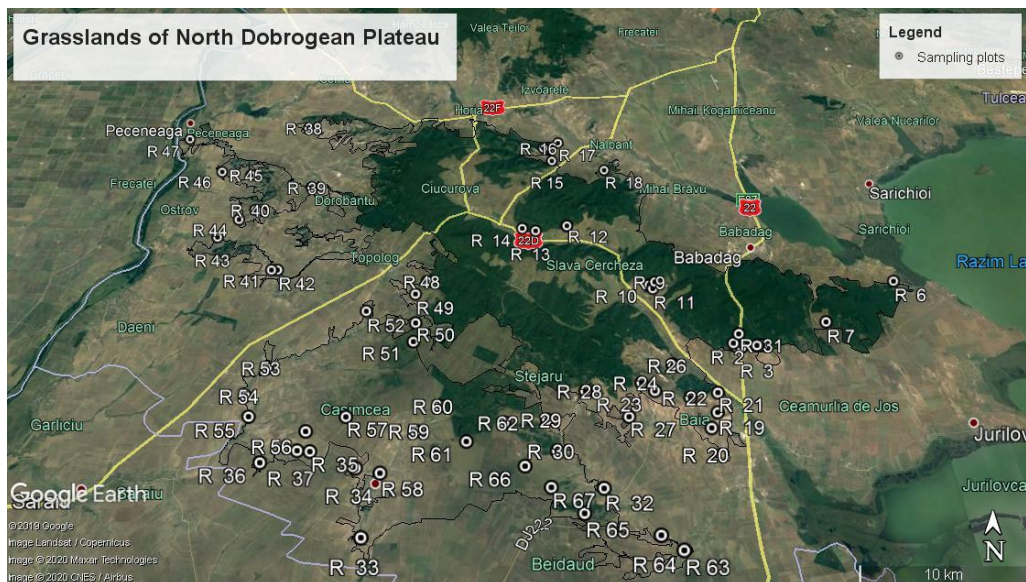 Grasslands of North Dobrogean Plateau
Legend
Sampling plots
Valea Teilor
Frecatei
Izvoarele
Horia
22F
Mihail Kogalniceanu
Tulcea
Valea Nucarilor
Peceneaga
Peceneaga
R 47
R 38
R 16
R 17
Nalbant
R 46
R 45
R 15
R 18
Frecatei
R 39
Ciucurova
Mihai Bravu
Sarichioi
Dorobantu
Ostrov
R 40
22
Babadag
Sarichioi
R 44
R 14
22D
R 12
R 13
R 43
Topolog
Slava Cercheza
Babadag
Razim La
R 41
R 42
R 48
R 9
R 10
R 11
R 6
R 49
Daeni
R 52
R 50
R 7
R 51
R 2
R 31
R 3
R 53
Stejaru
R 26
R 24
R 28
R 54
R 60
R 23
R 22
R 21
Casimcea
R 62
R 29
Ceamurlia de Jos
Garliciu
R 55
R 57
R 59
R 27
Baia
R 19
Jurilov
R 56
R 61
R 30
R 20
R 36
R 37
R 35
R 66
R 58
R 34
R 67
R 32
Google Earth
Saraiu
Jurilovca
DJ222
R 65
R 33
Beidaud
R 64
R 63
N
10 km
©2019 Google
Image Landsat / Copernicus
Image © 2020 Maxar Technologies
Image © 2020 CNES / Airbus